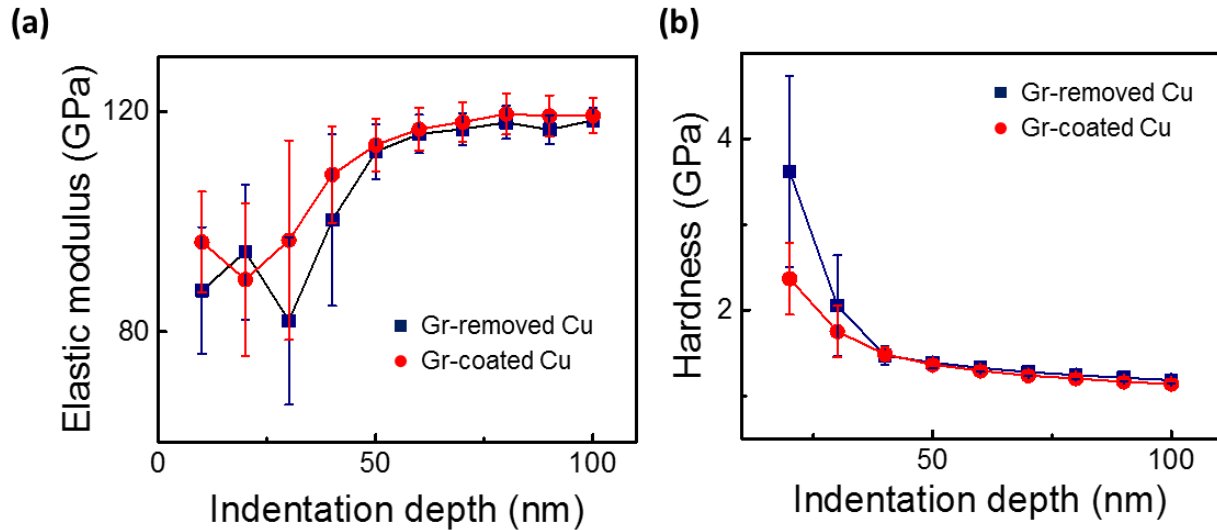 (a)
Elastic modulus (GPa)
120
80
Gr-removed Cu
Gr-coated Cu
0
50
100
Indentation depth (nm)
(b)
Hardness (GPa)
4
2
Gr-removed Cu
Gr-coated Cu
50
100
Indentation depth (nm)